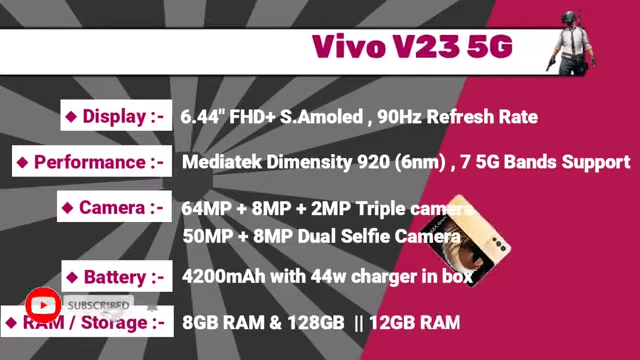 Vivo V23 5G
◆ Display :- 6.44" FHD+ S.Amoled , 90Hz Refresh Rate
◆ Performance :- Mediatek Dimensity 920 (6nm) , 7 5G Bands Support
◆ Camera :- 64MP + 8MP + 2MP Triple camera
50MP + 8MP Dual Selfie Camera
◆ Battery :- 4200mAh with 44w charger in box
SUBSCRIBED
◆ RAM / Storage :- 8GB RAM & 128GB || 12GB RAM